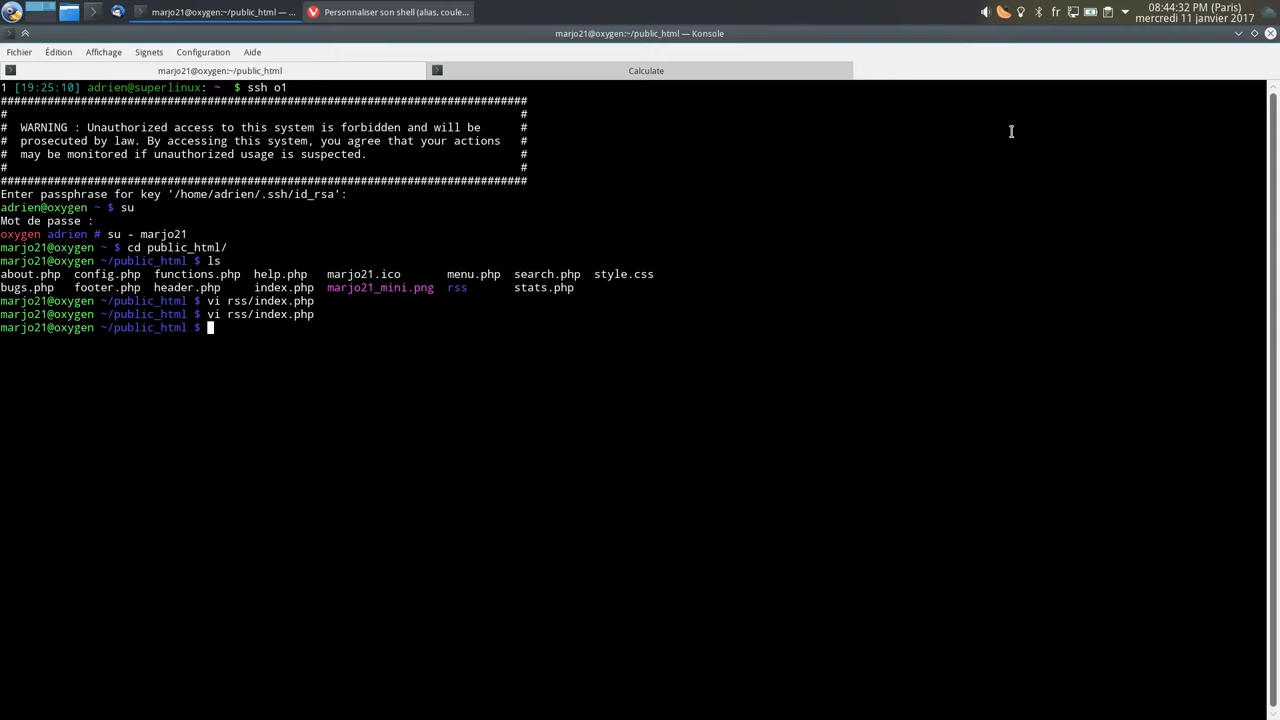 marjo21@oxygen:~/public_html — ...
Personnaliser son shell (alias, coule...
fr
08:44:32 PM (Paris)
mercredi 11 janvier 2017
marjo21@oxygen:~/public_html — Konsole
Fichier Édition Affichage Signets Configuration Aide
marjo21@oxygen:~/public_html
Calculate
1 [19:25:10] adrien@superlinux: ~ $ ssh o1
###############################################################################
# #
# WARNING : Unauthorized access to this system is forbidden and will be #
# prosecuted by law. By accessing this system, you agree that your actions #
# may be monitored if unauthorized usage is suspected. #
# #
###############################################################################
Enter passphrase for key '/home/adrien/.ssh/id_rsa':
adrien@oxygen ~ $ su
Mot de passe :
oxygen adrien # su - marjo21
marjo21@oxygen ~ $ cd public_html/
marjo21@oxygen ~/public_html $ ls
about.php config.php functions.php help.php marjo21.ico menu.php search.php style.css
bugs.php footer.php header.php index.php marjo21_mini.png rss stats.php
marjo21@oxygen ~/public_html $ vi rss/index.php
marjo21@oxygen ~/public_html $ vi rss/index.php
marjo21@oxygen ~/public_html $